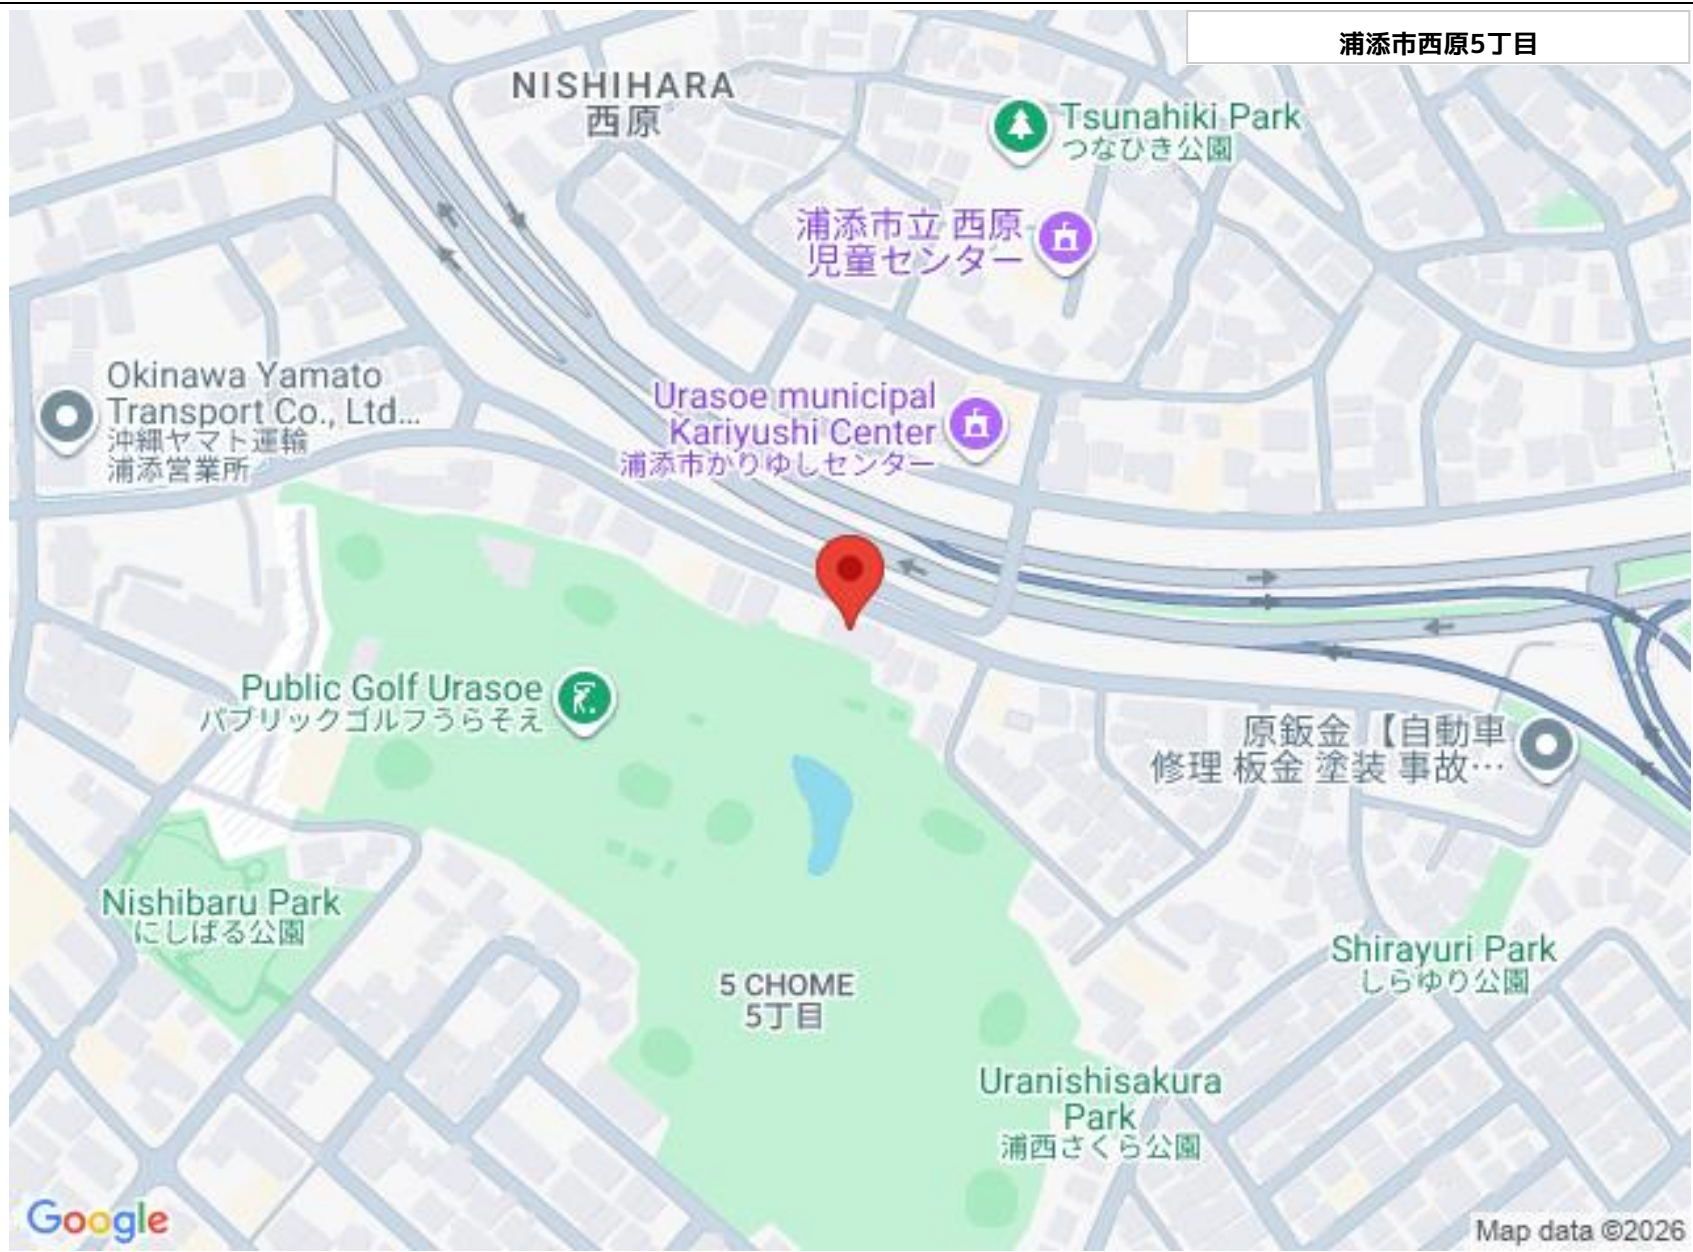 浦添市西原5丁目
NISHIHARA
西原
Tsunahiki Park
つなひき公園
浦添市立 西原
児童センター
Okinawa Yamato
Transport Co., Ltd...
沖縄ヤマト運輸
浦添営業所
Urasoe municipal
Kariyushi Center
浦添市かりゆしセンター
Public Golf Urasoe
パブリックゴルフうらそえ
原鈑金 【自動車
修理 板金 塗装 事故…
Nishibaru Park
にしばる公園
5 CHOME
5丁目
Shirayuri Park
しらゆり公園
Uranishisakura
Park
浦西さくら公園
Google
Map data ©2026